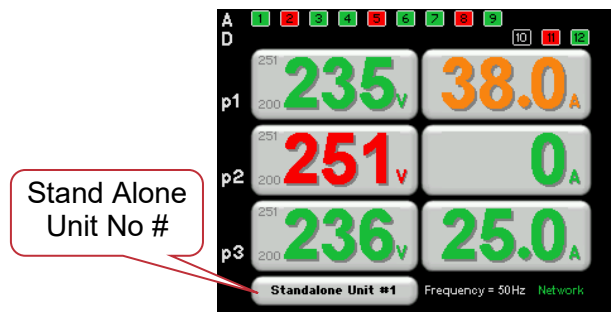 A 1 2 3 4 5 6 7 8 9
D 10 11 12
p1 251 200 235V 38.0A
p2 251 200 251V 0A
p3 251 200 236V 25.0A
Stand Alone
Unit No #
Standalone Unit #1 Frequency = 50Hz Network